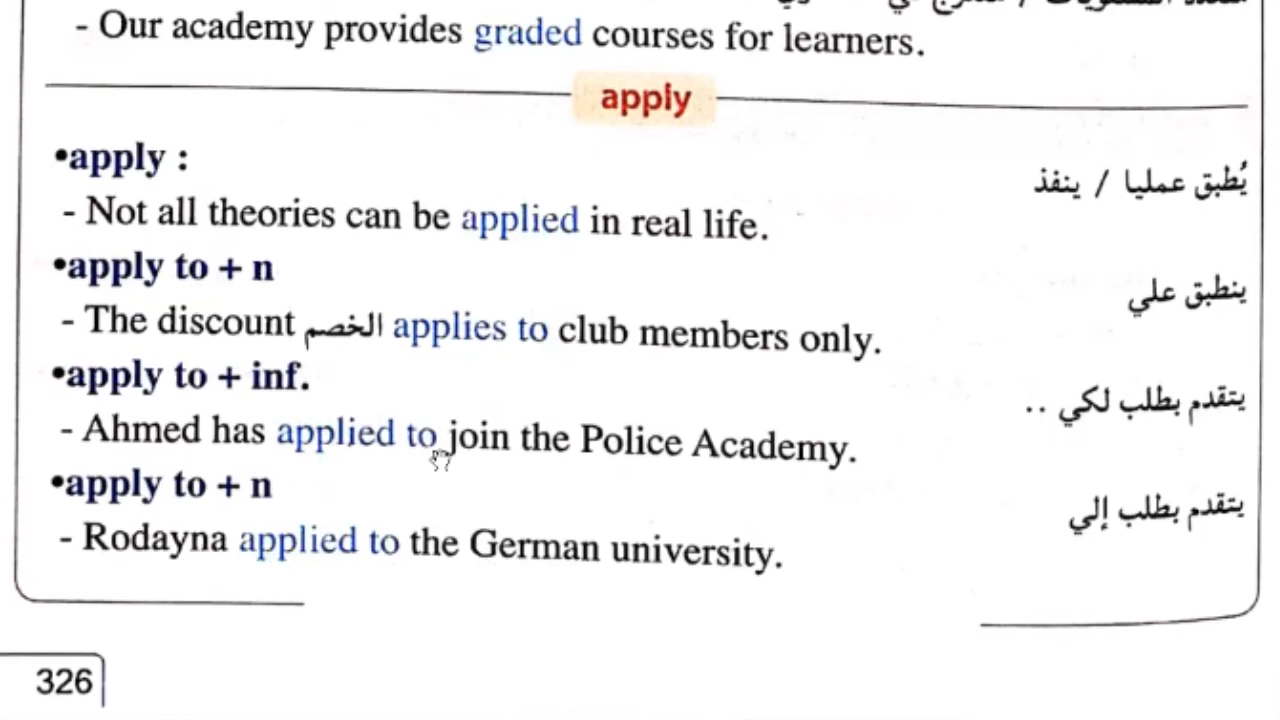 - Our academy provides graded courses for learners.
apply
•apply :
يُطبق عمليا / ينفذ
- Not all theories can be applied in real life.
•apply to + n
ينطبق علي
- The discount الخصم applies to club members only.
•apply to + inf.
يتقدم بطلب لكي ..
- Ahmed has applied to join the Police Academy.
•apply to + n
يتقدم بطلب إلي
- Rodayna applied to the German university.
326